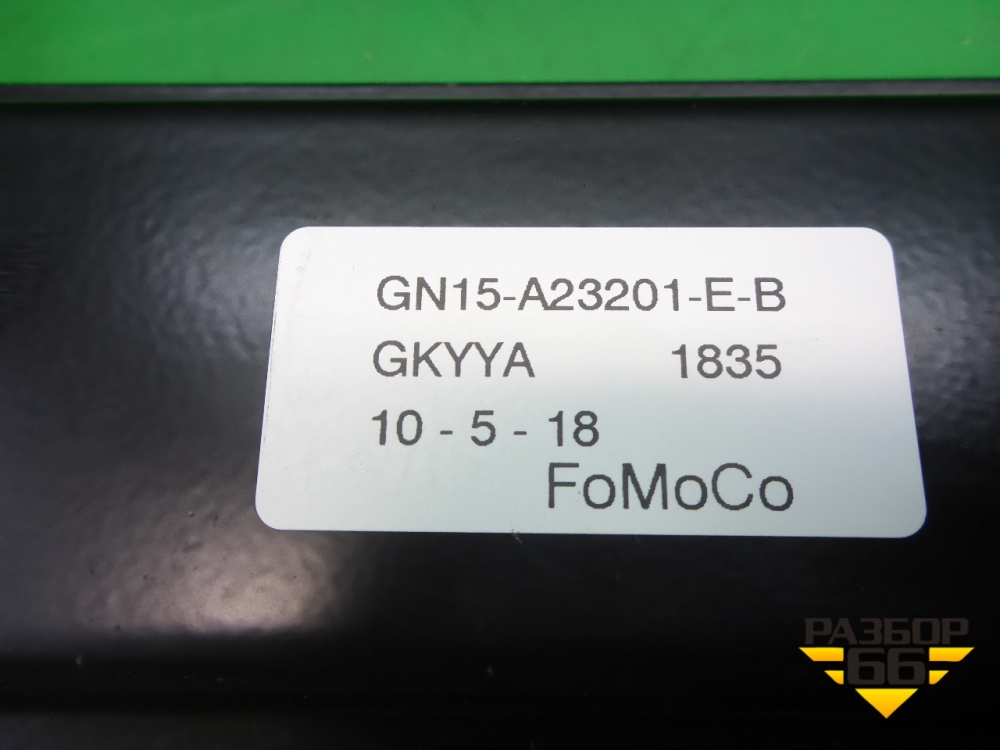 GN15-A23201-E-B
GKYYA 1835
10 - 5 - 18
FoMoCo
РАЗБОР
66